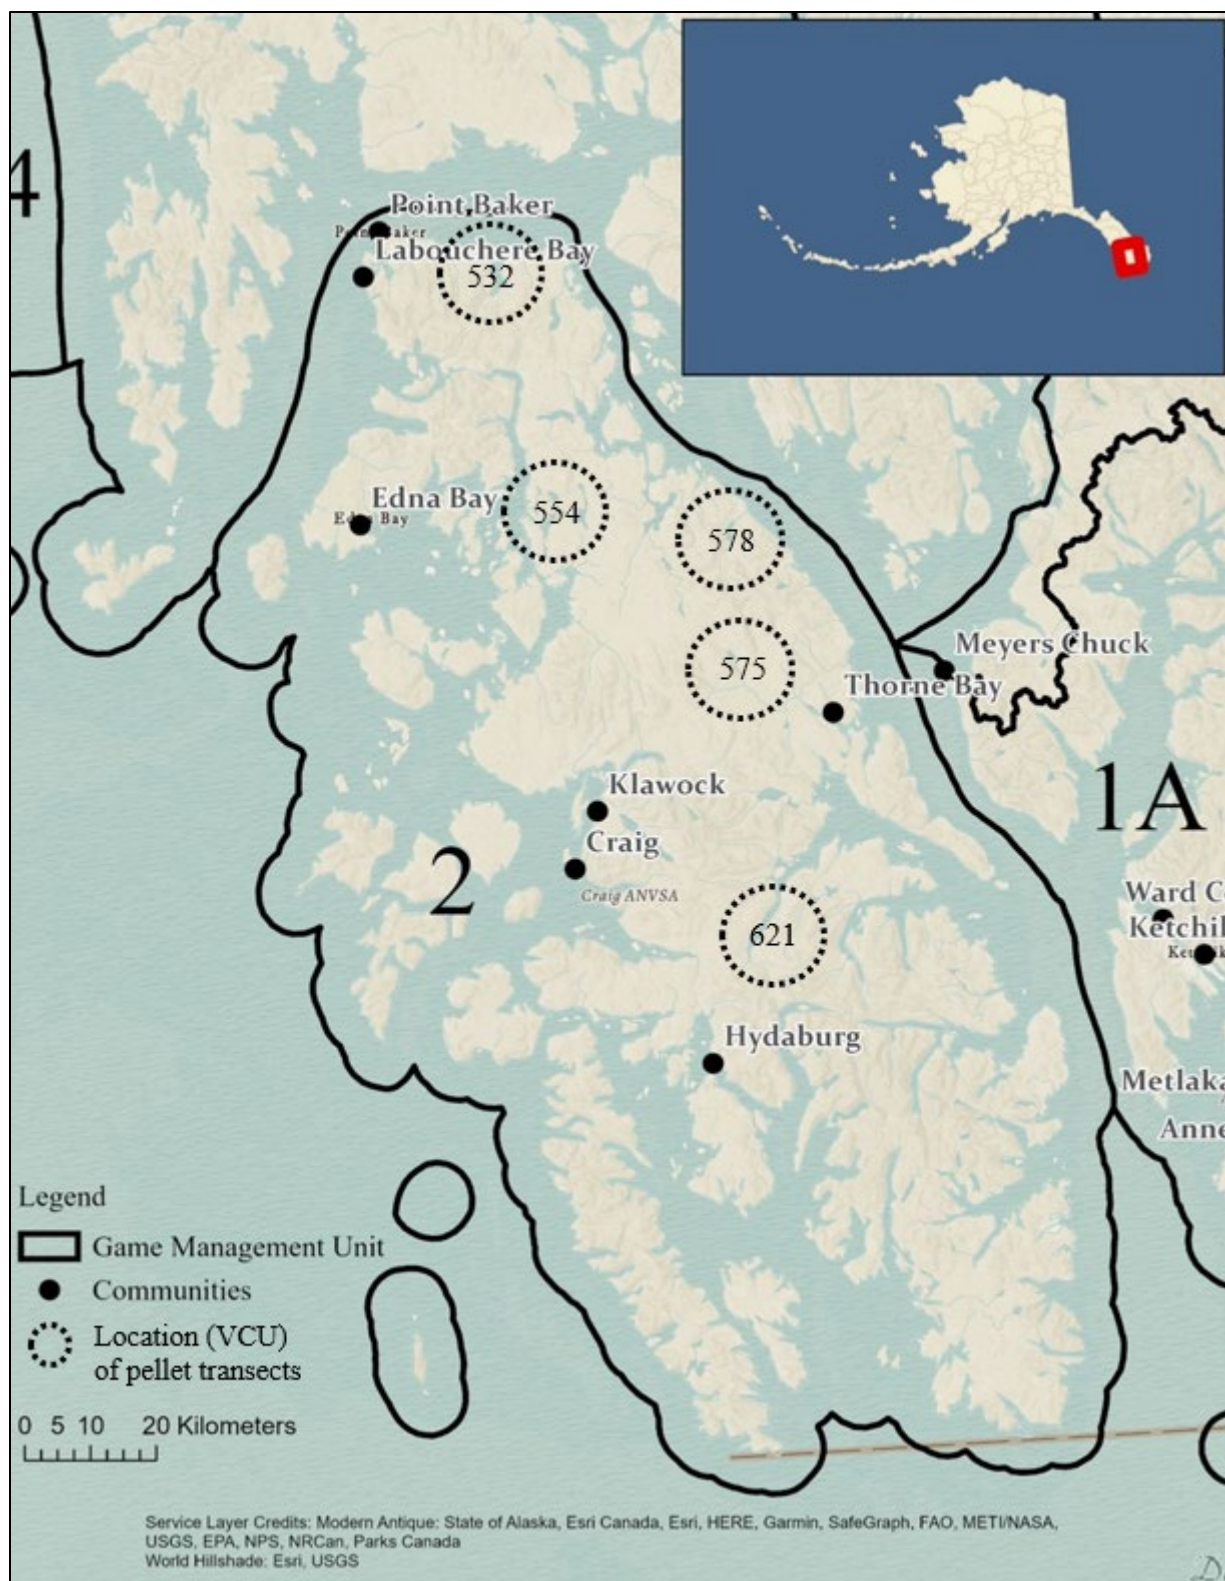 4
Point Baker
Labouchere Bay
532
Edna Bay
Edna Bay
554
578
Meyers Chuck
575
Thorne Bay
1A
Klawock
Craig
2
Craig ANVSA
Ward
621
Hydaburg
Legend
Game Management Unit
Communities
Location (VCU)
of pellet transects
0 5 10 20 Kilometers
Service Layer Credits: Modern Antique: State of Alaska, Esri Canada, Esri, HERE, Garmin, SafeGraph, FAO, METI/NASA,
USGS, EPA, NPS, NRCan, Parks Canada
World Hillshade: Esri, USGS